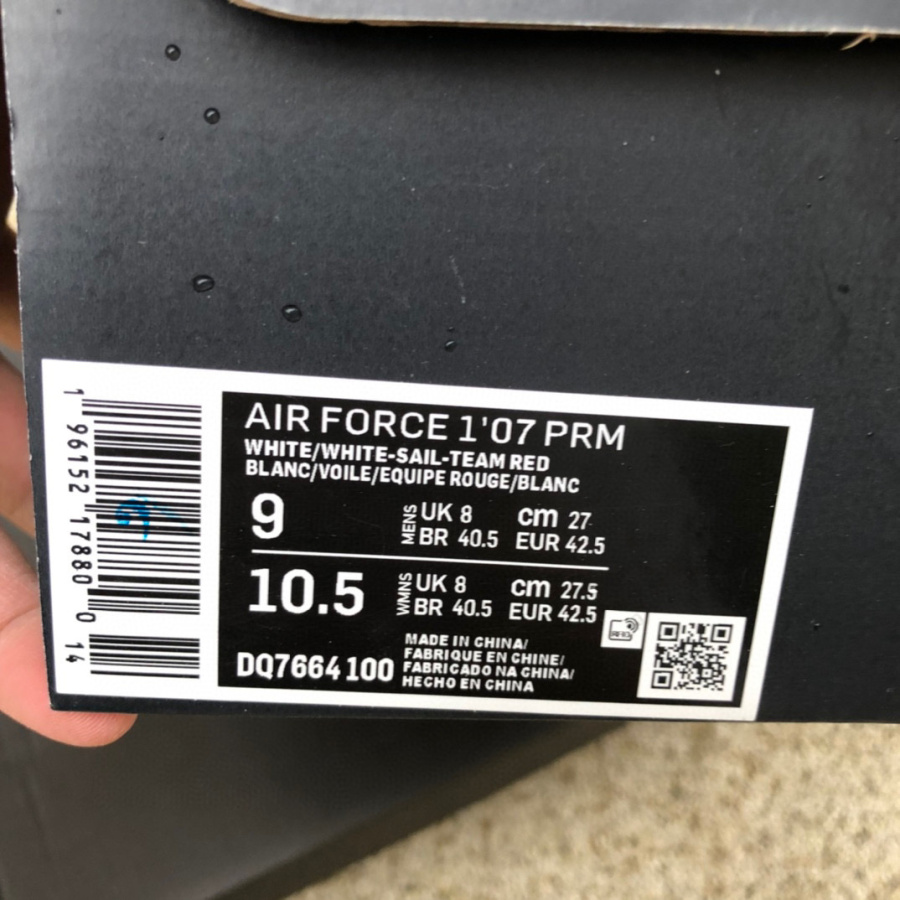 AIR FORCE 1'07 PRM
WHITE/WHITE-SAIL-TEAM RED
BLANC/VOILE/EQUIPE ROUGE/BLANC
9 MENS UK 8 cm 27
BR 40.5 EUR 42.5
10.5 WMNS UK 8 cm 27.5
BR 40.5 EUR 42.5
DQ7664 100
MADE IN CHINA/
FABRIQUE EN CHINE/
FABRICADO NA CHINA/
HECHO EN CHINA
RFID
1 96152 17880 0 14